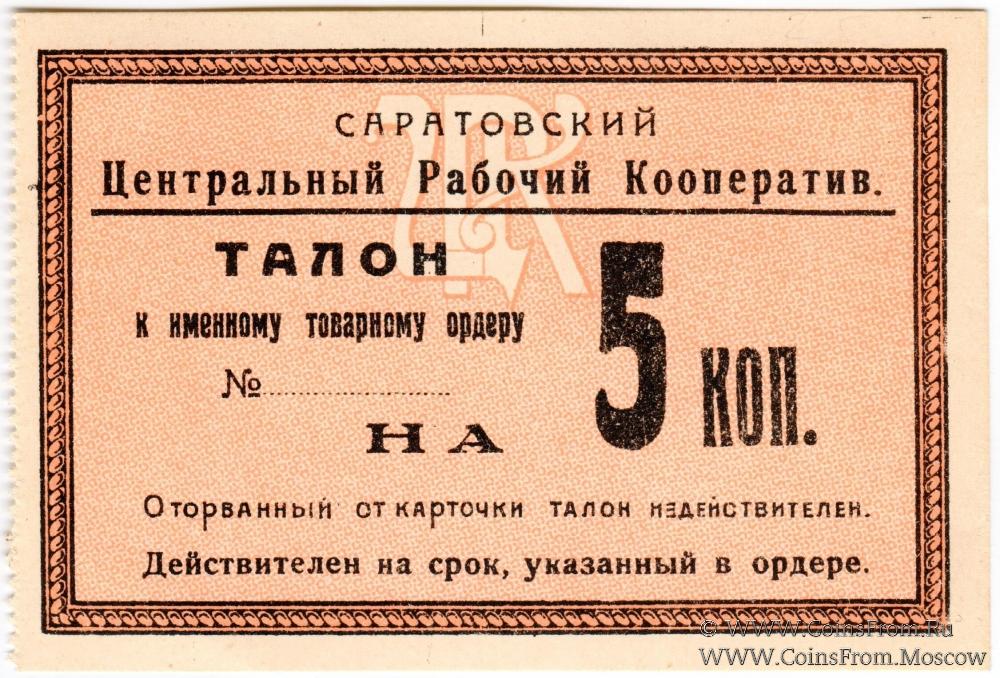 САРАТОВСКИЙ
Центральный Рабочий Кооператив.
ТАЛОН
к именному товарному ордеру
№
НА
5 КОП.
Оторванный от карточки талон издействителен.
Действителен на срок, указанный в ордере.
© WWW.CoinsFrom.Ru
WWW.CoinsFrom.Moscow